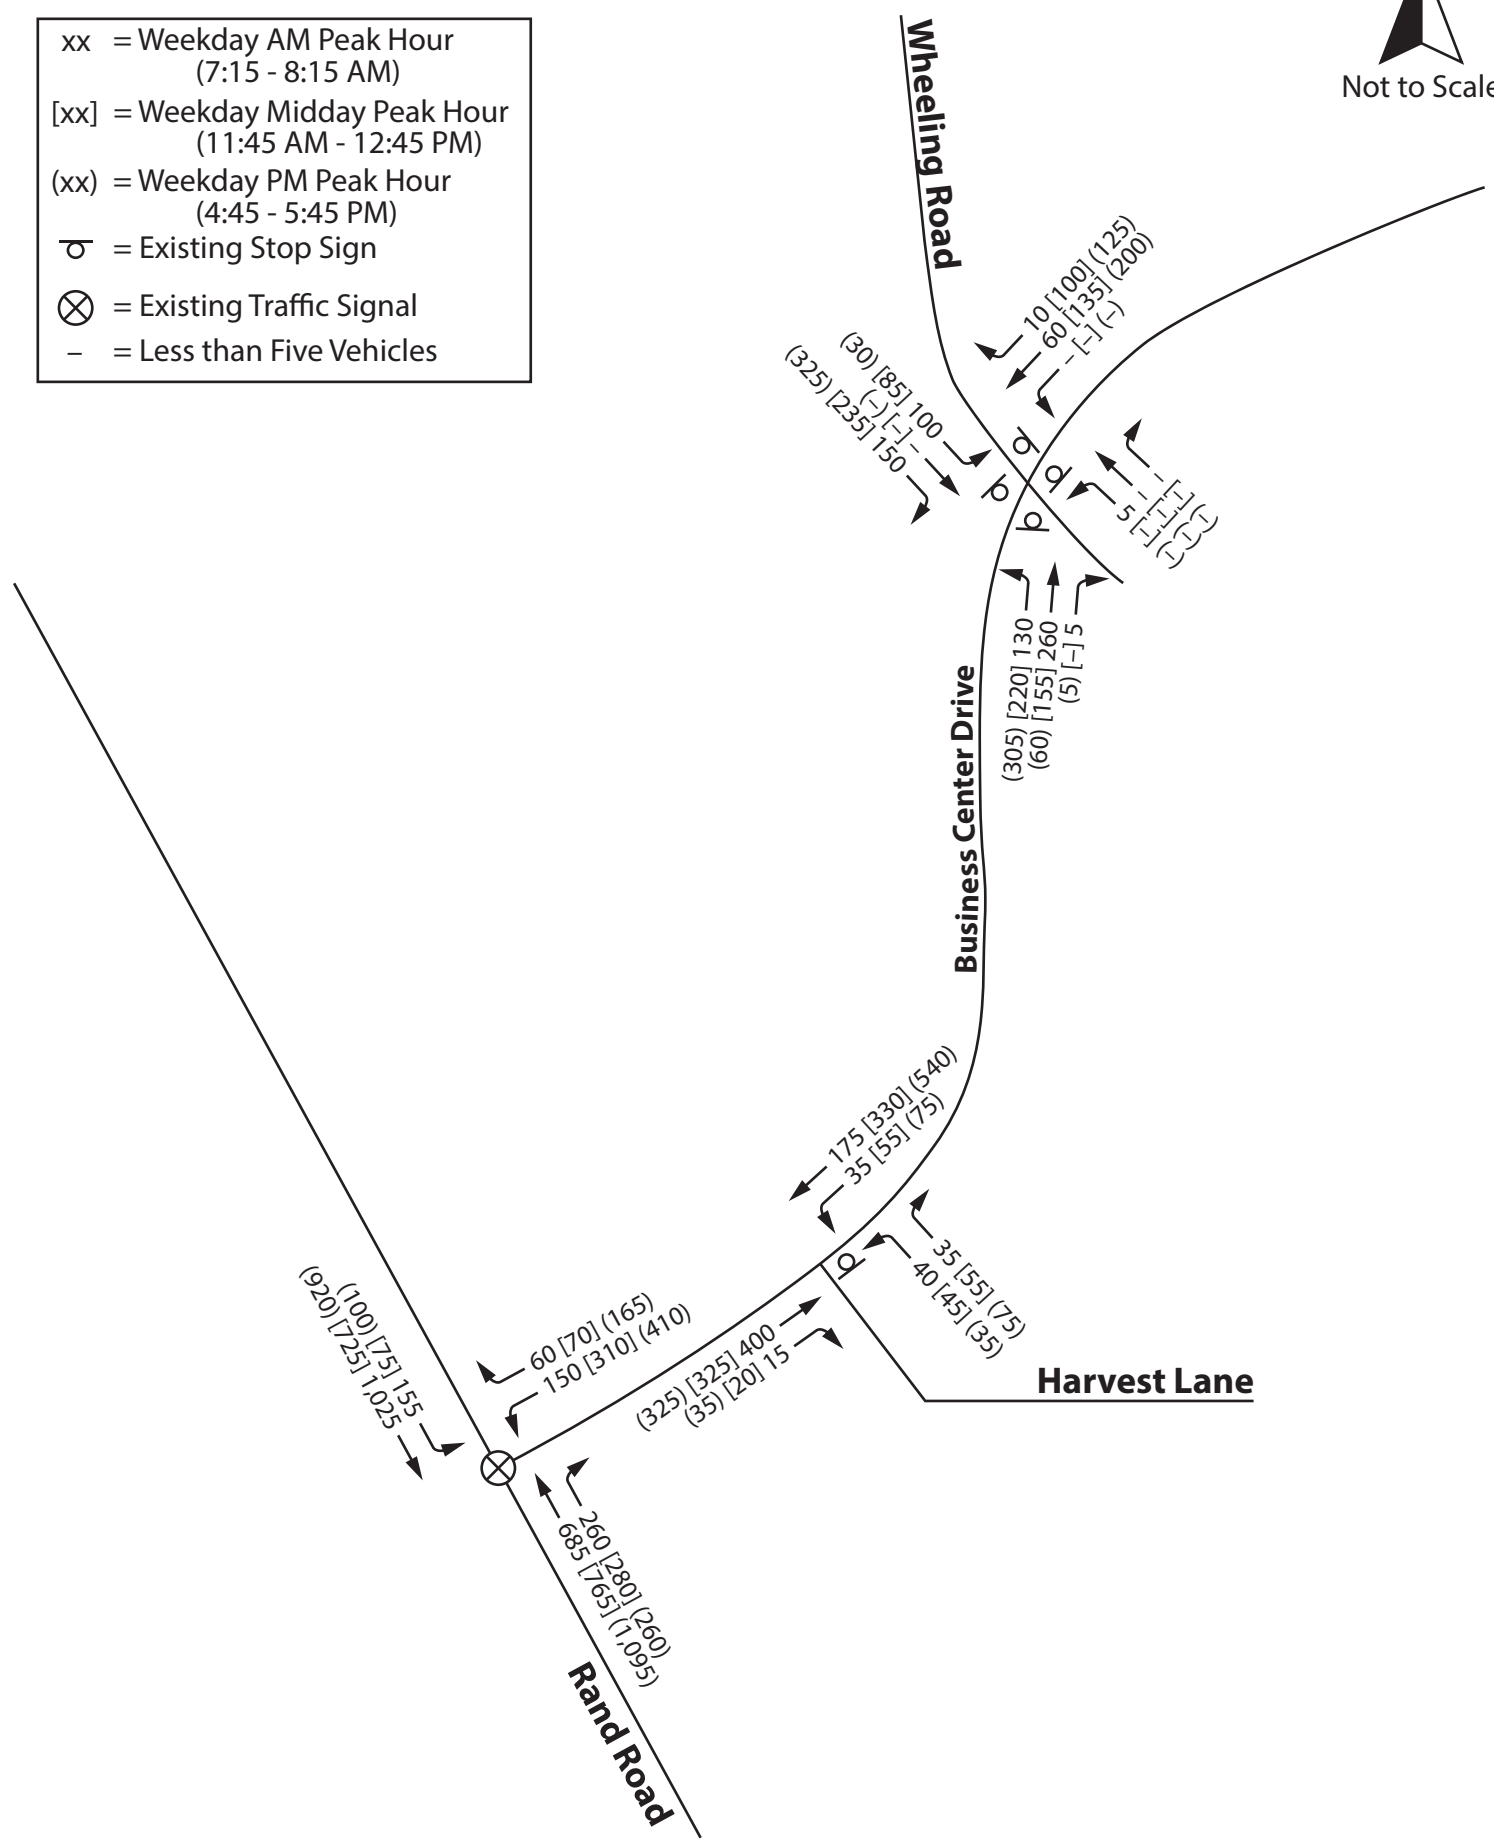 xx = Weekday AM Peak Hour
(7:15 - 8:15 AM)
[xx] = Weekday Midday Peak Hour
(11:45 AM - 12:45 PM)
(xx) = Weekday PM Peak Hour
(4:45 - 5:45 PM)
= Existing Stop Sign
= Existing Traffic Signal
– = Less than Five Vehicles
Not to Scale
Wheeling Road
10 [100] (125)
60 [135] (200)
– [–] (–)
(30) [85] 100
(–) [–] –
(325) [235] 150
– [–] (–)
– [–] (–)
5 [–] (–)
(305) [220] 130
(60) [155] 260
(5) [–] 5
Business Center Drive
175 [330] (540)
35 [55] (75)
35 [55] (75)
40 [45] (35)
(325) [325] 400
(35) [20] 15
Harvest Lane
60 [70] (165)
150 [310] (410)
(100) [75] 155
(920) [725] 1,025
260 [280] (260)
685 [765] (1,095)
Rand Road